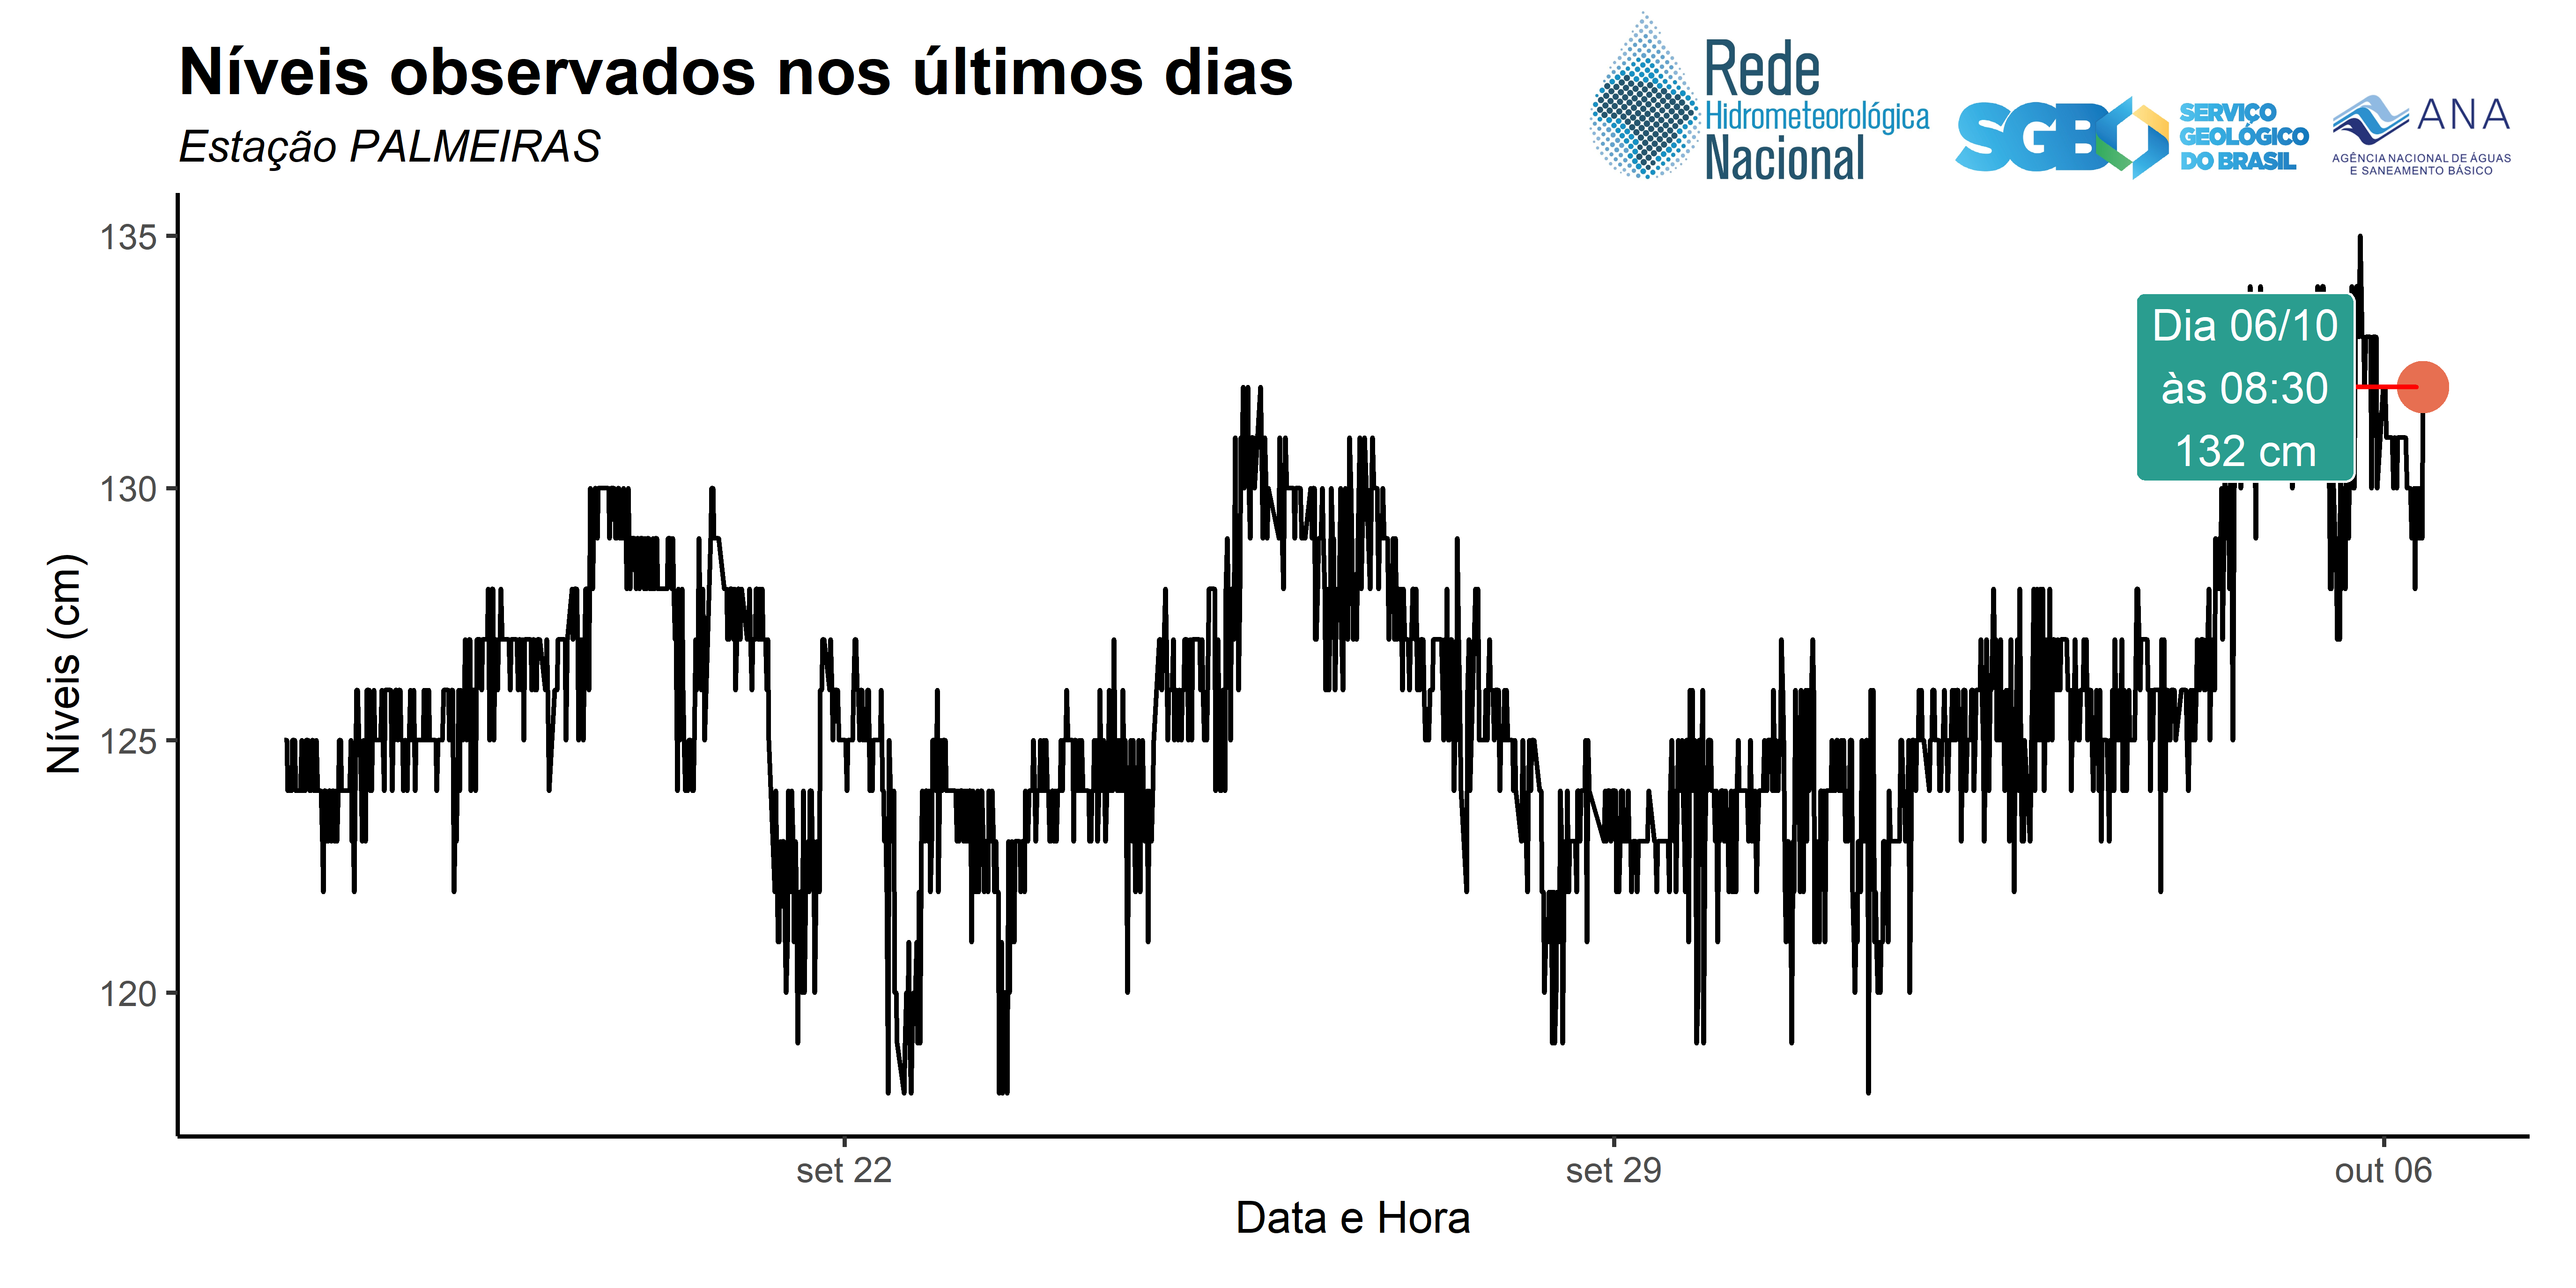 Níveis observados nos últimos dias
Estação PALMEIRAS
Rede
Hidrometeorológica
Nacional
SGB
SERVIÇO
GEOLÓGICO
DO BRASIL
ANA
AGÊNCIA NACIONAL DE ÁGUAS
E SANEAMENTO BÁSICO
135
130
125
120
Níveis (cm)
Dia 06/10
às 08:30
132 cm
set 22
set 29
out 06
Data e Hora